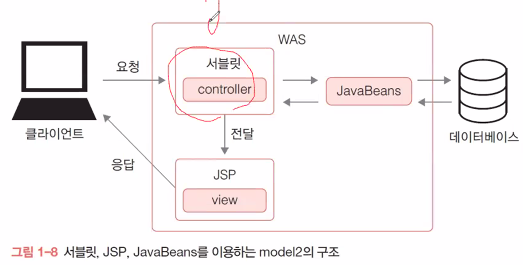 WAS
서블릿
요청
controller
JavaBeans
클라이언트
전달
데이터베이스
응답
JSP
view
그림 1-8 서블릿, JSP, JavaBeans를 이용하는 model2의 구조